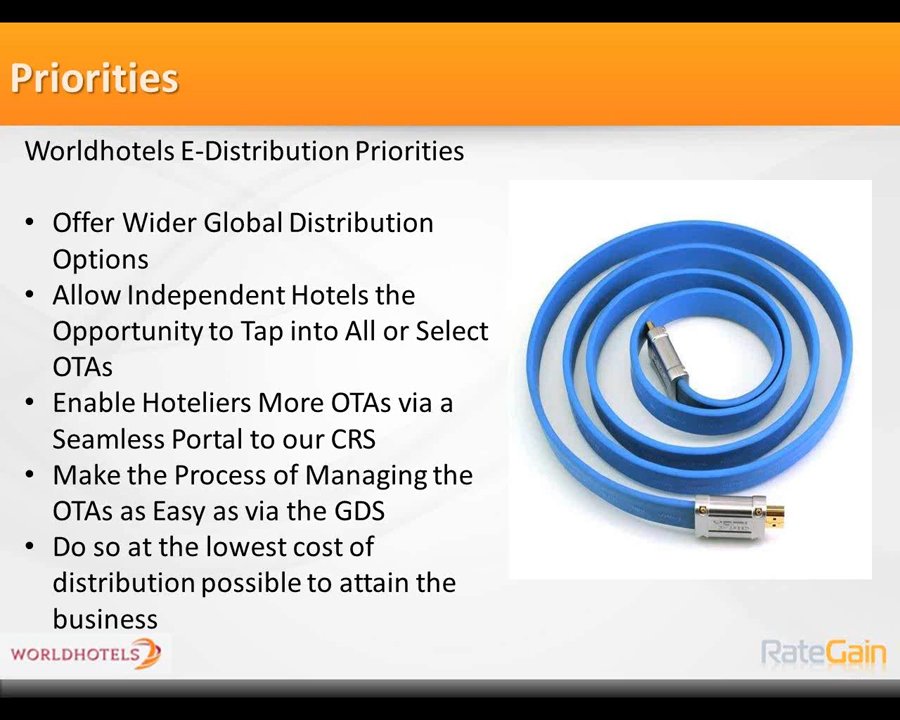 Priorities
Worldhotels E-Distribution Priorities
• Offer Wider Global Distribution
Options
• Allow Independent Hotels the
Opportunity to Tap into All or Select
OTAs
• Enable Hoteliers More OTAs via a
Seamless Portal to our CRS
• Make the Process of Managing the
OTAs as Easy as via the GDS
• Do so at the lowest cost of
distribution possible to attain the
business
WORLDHOTELS
RateGain